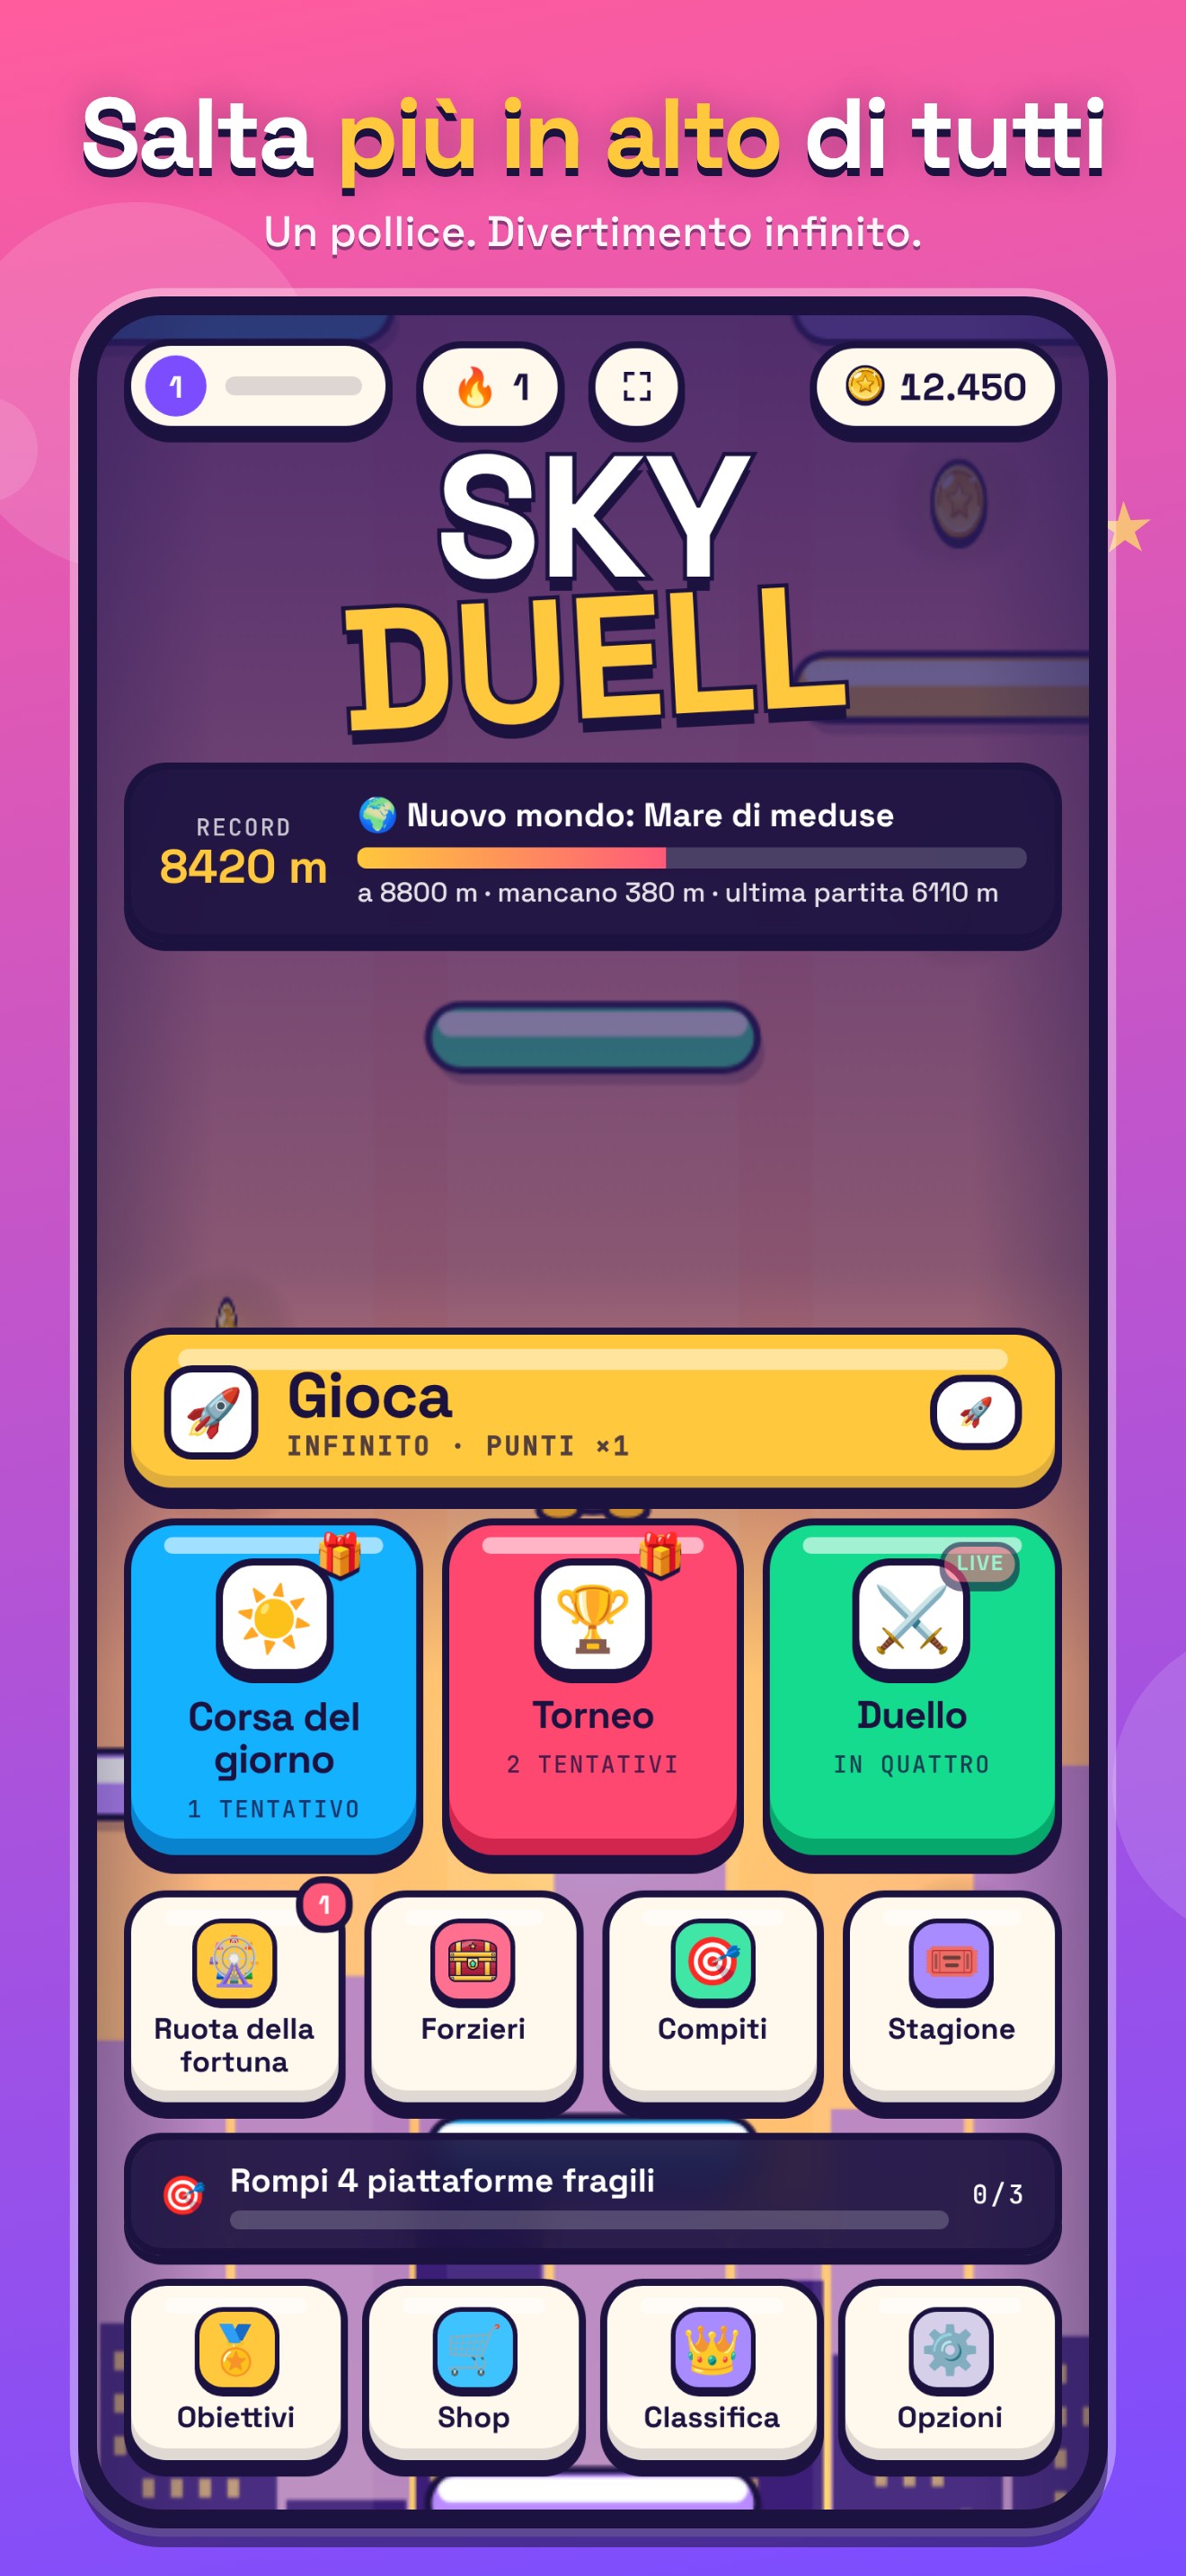 Salta più in alto di tutti
Un pollice. Divertimento infinito.
1
1
12.450
SKY
DUELL
RECORD
8420 m
Nuovo mondo: Mare di meduse
a 8800 m · mancano 380 m · ultima partita 6110 m
Gioca
INFINITO · PUNTI ×1
Corsa del
giorno
1 TENTATIVO
Torneo
2 TENTATIVI
LIVE
Duello
IN QUATTRO
1
Ruota della
fortuna
Forzieri
Compiti
Stagione
Rompi 4 piattaforme fragili
0/3
Obiettivi
Shop
Classifica
Opzioni